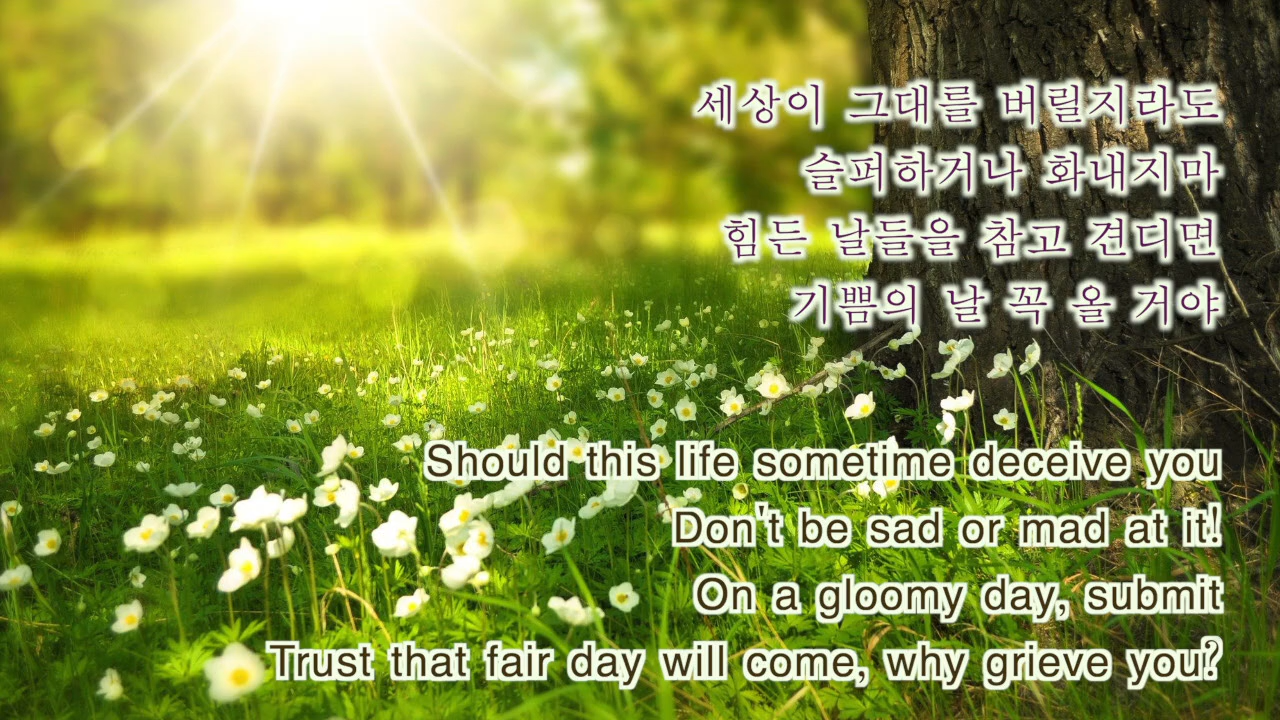 세상이 그대를 버릴지라도
슬퍼하거나 화내지마
힘든 날들을 참고 견디면
기쁨의 날 꼭 올 거야
Should this life sometime deceive you
Don't be sad or mad at it!
On a gloomy day, submit
Trust that fair day will come, why grieve you?